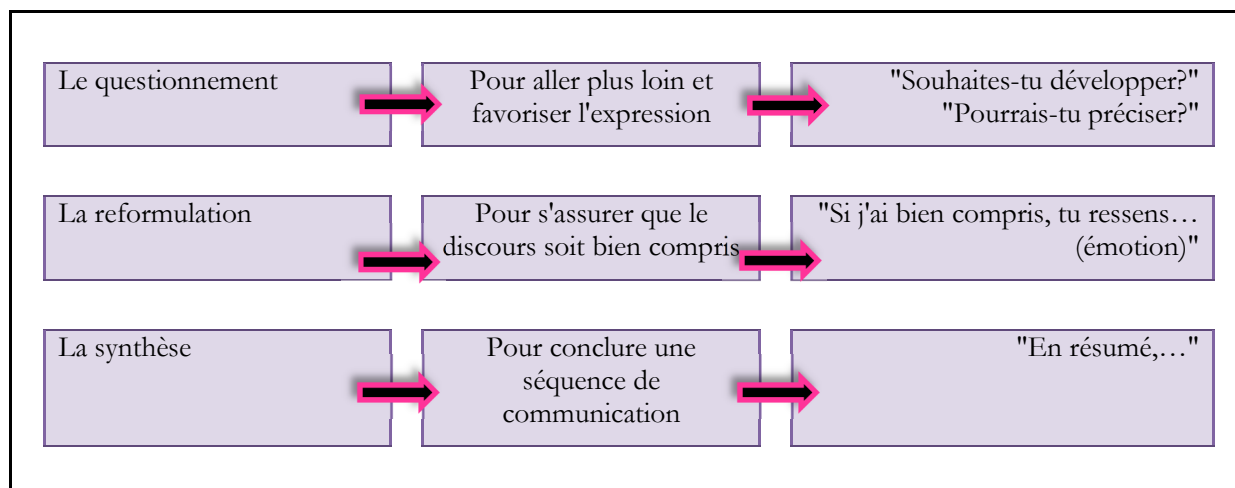 Le questionnement
Pour aller plus loin et
favoriser l'expression
"Souhaites-tu développer?"
"Pourrais-tu préciser?"
La reformulation
Pour s'assurer que le
discours soit bien compris
"Si j'ai bien compris, tu ressens…
(émotion)"
La synthèse
Pour conclure une
séquence de
communication
"En résumé,…"